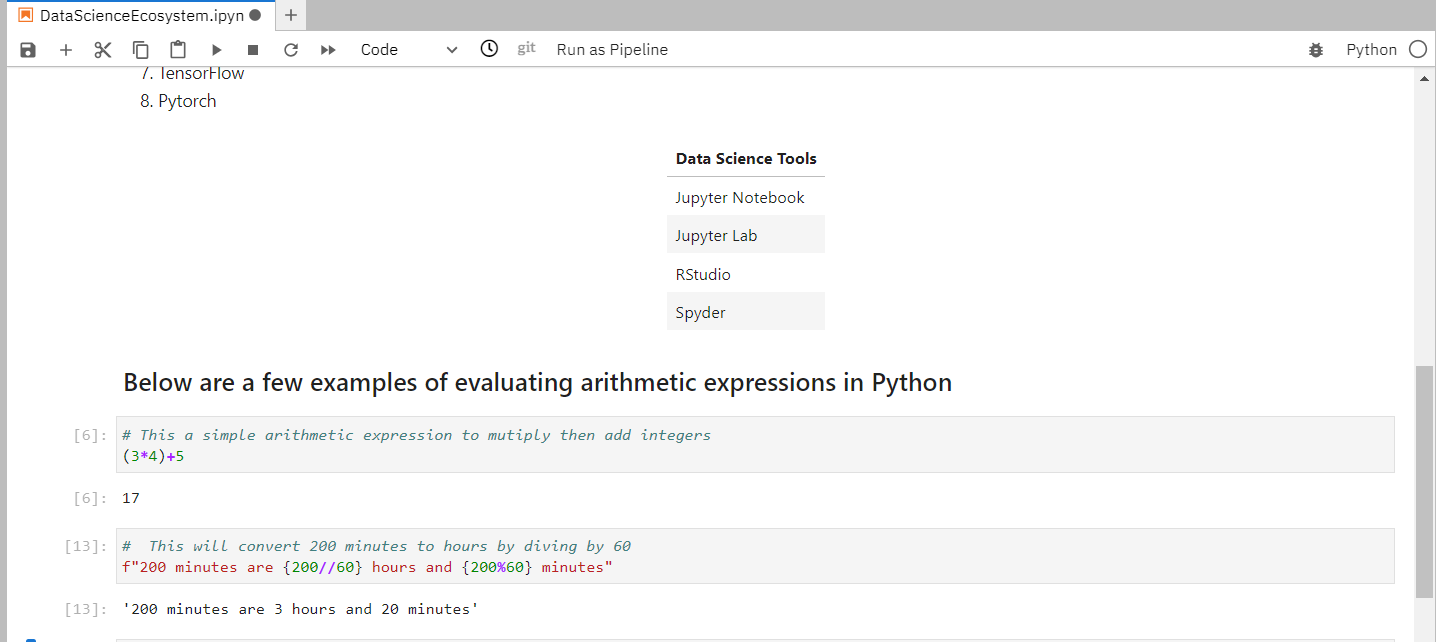 DataScienceEcosystem.ipyn
Code
git
Run as Pipeline
Python
7. TensorFlow
8. Pytorch
Data Science Tools
Jupyter Notebook
Jupyter Lab
RStudio
Spyder
Below are a few examples of evaluating arithmetic expressions in Python
[6]: # This a simple arithmetic expression to mutiply then add integers
(3*4)+5
[6]: 17
[13]: #  This will convert 200 minutes to hours by diving by 60
f"200 minutes are {200//60} hours and {200%60} minutes"
[13]: '200 minutes are 3 hours and 20 minutes'